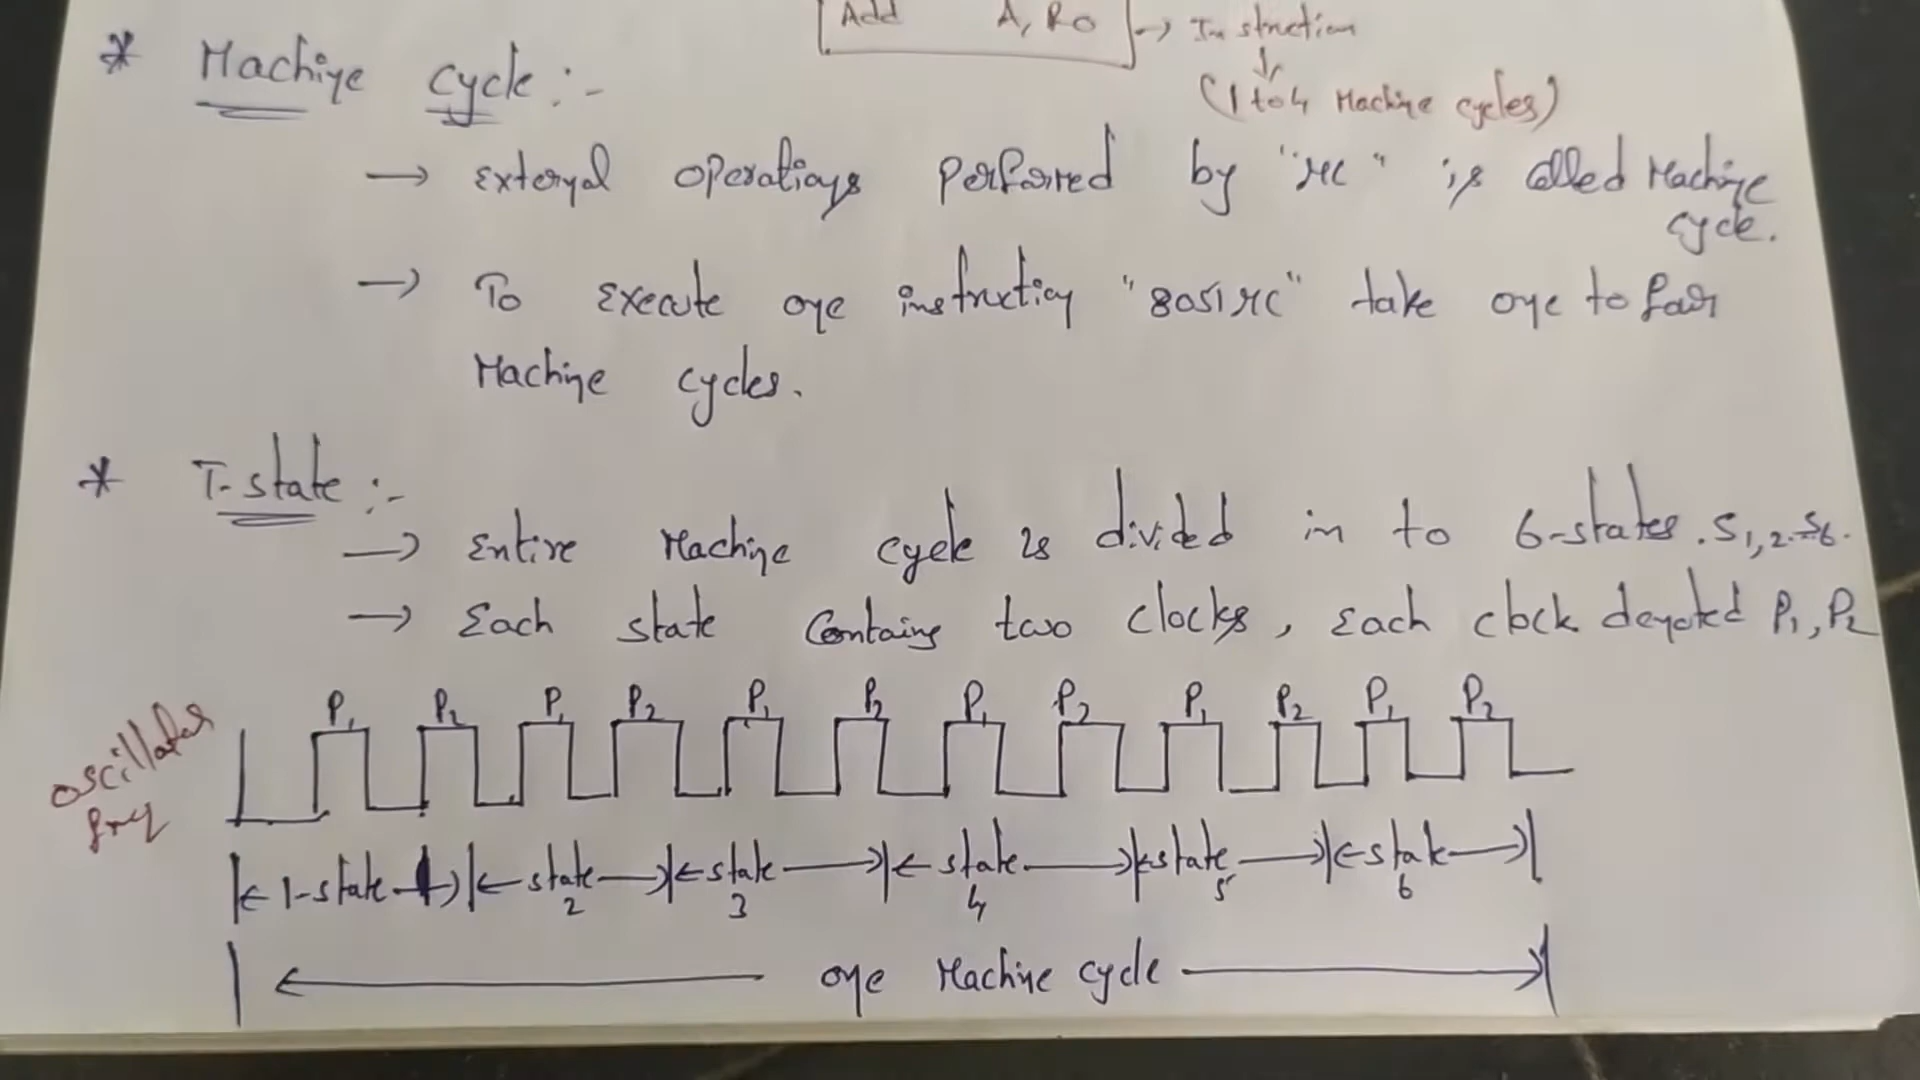 Add A, R0 → Instruction
* Machine cycle :-
(1 to 4 Machine cycles)
→ External operations performed by "μC" is called Machine
cycle.
→ To Execute one instruction "8051 μC" take one to four
Machine cycles.
* T-state :-
→ Entire Machine cycle is divided in to 6-states. S1,2..S6.
→ Each state Contains two clocks, Each clock denoted P1, P2
P1 P2 P1 P2 P1 P2 P1 P2 P1 P2 P1 P2
oscillator
freq
1-state state state state state state
2 3 4 5 6
one Machine cycle